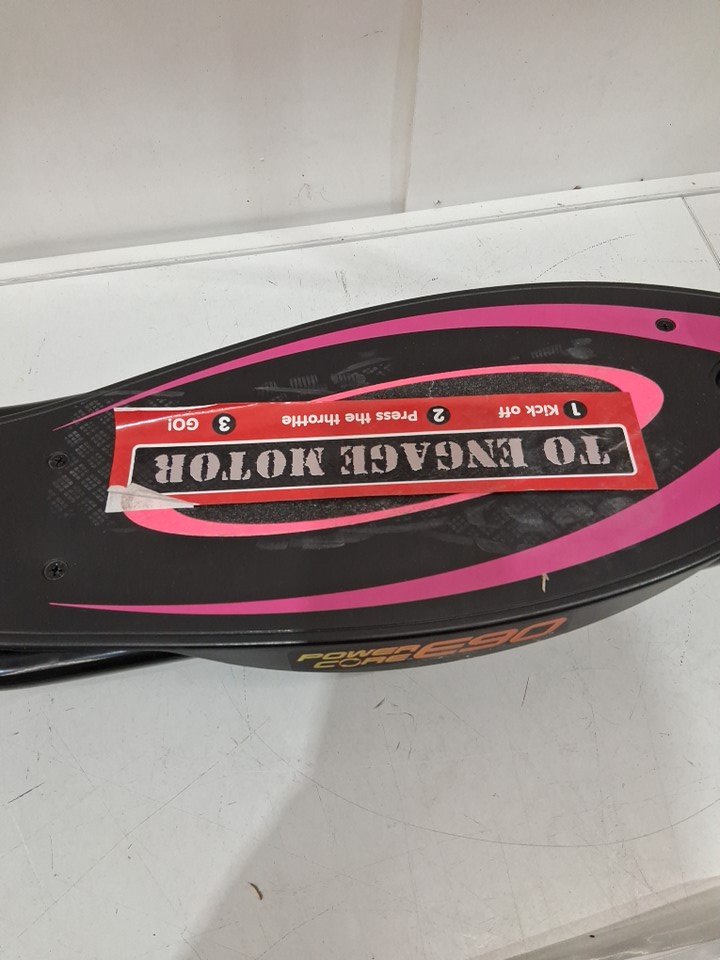 TO ENGAGE MOTOR
1 Kick off 2 Press the throttle 3 GO!
POWER
CORE E90